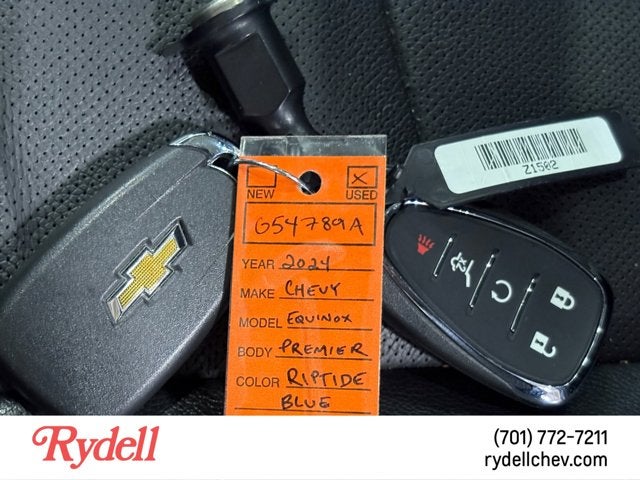 NEW
X
USED
G54789A
YEAR 2024
MAKE CHEVY
MODEL EQUINOX
BODY PREMIER
COLOR RIPTIDE
BLUE
Z1502
Rydell
(701) 772-7211
rydellchev.com